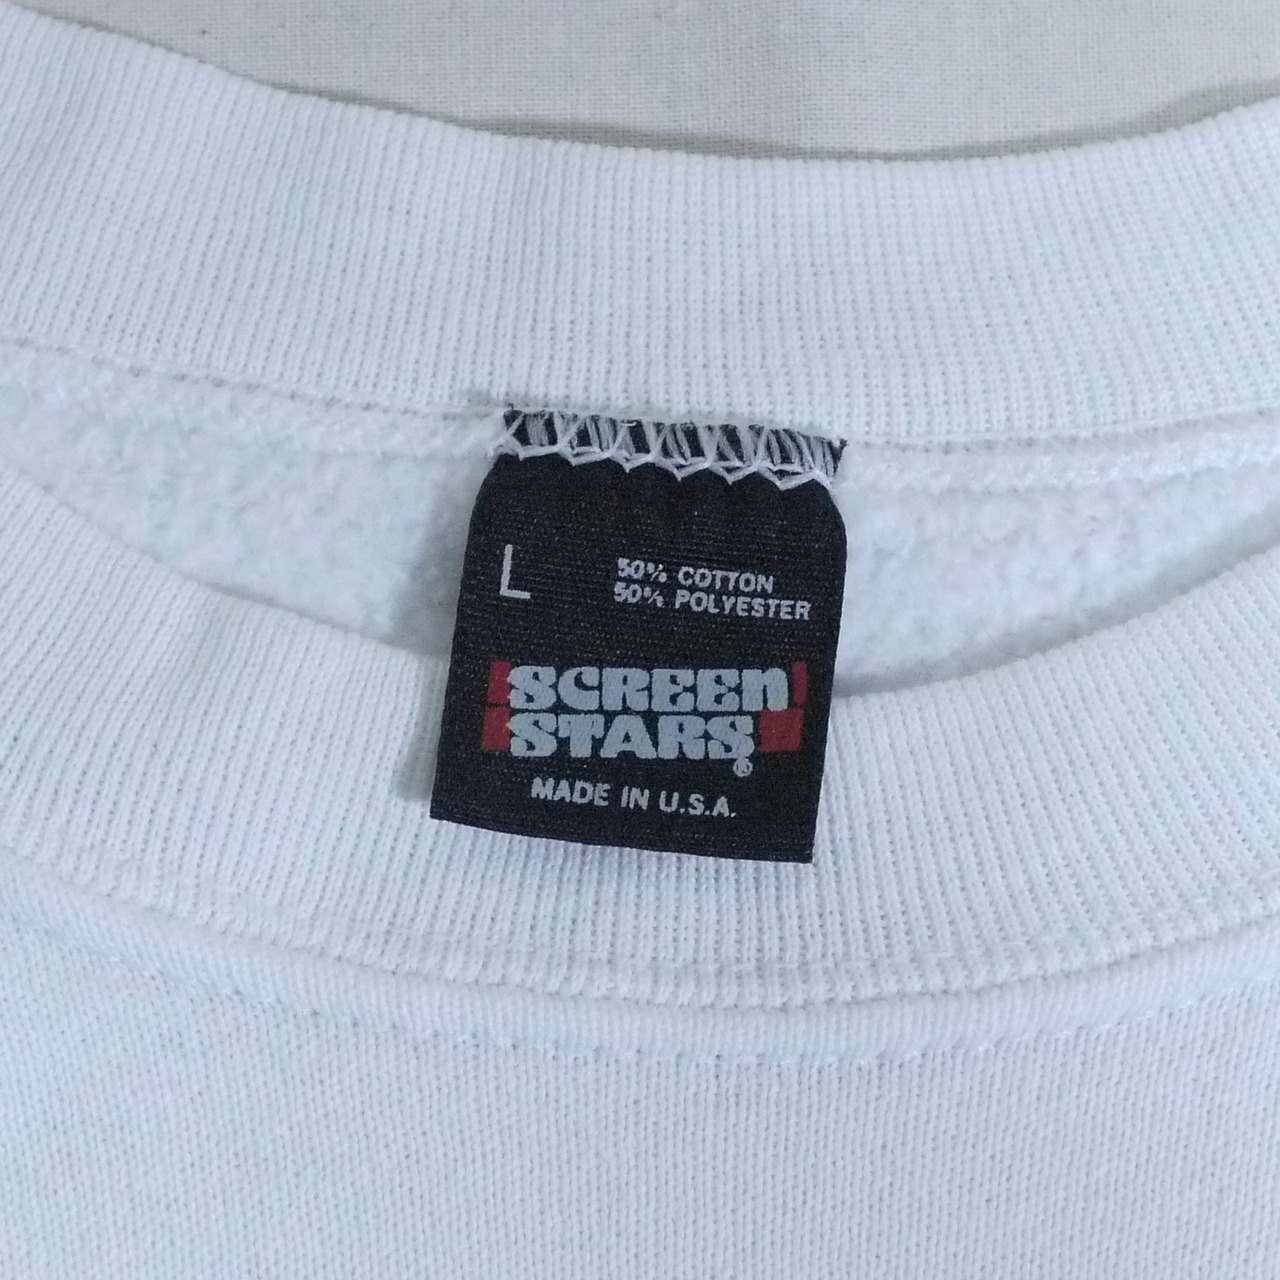 L
50% COTTON
50% POLYESTER
SCREEN
STARS®
MADE IN U.S.A.